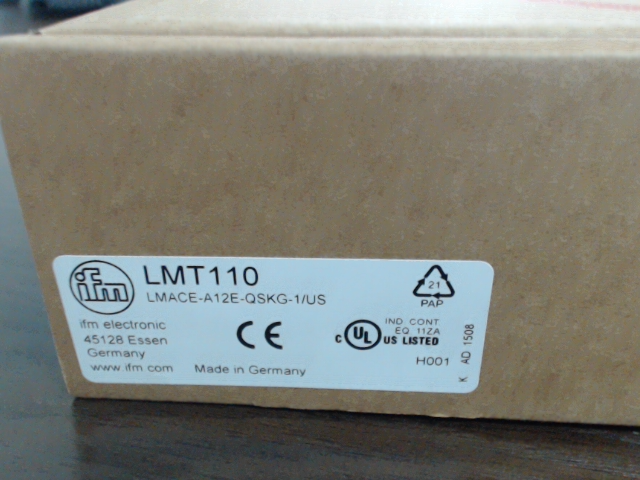 ifm
LMT110
LMACE-A12E-QSKG-1/US
ifm electronic
45128 Essen
Germany
www.ifm.com
Made in Germany
CE
21
PAP
C UL US LISTED
IND CONT
EQ 11ZA
H001
K AD 1508